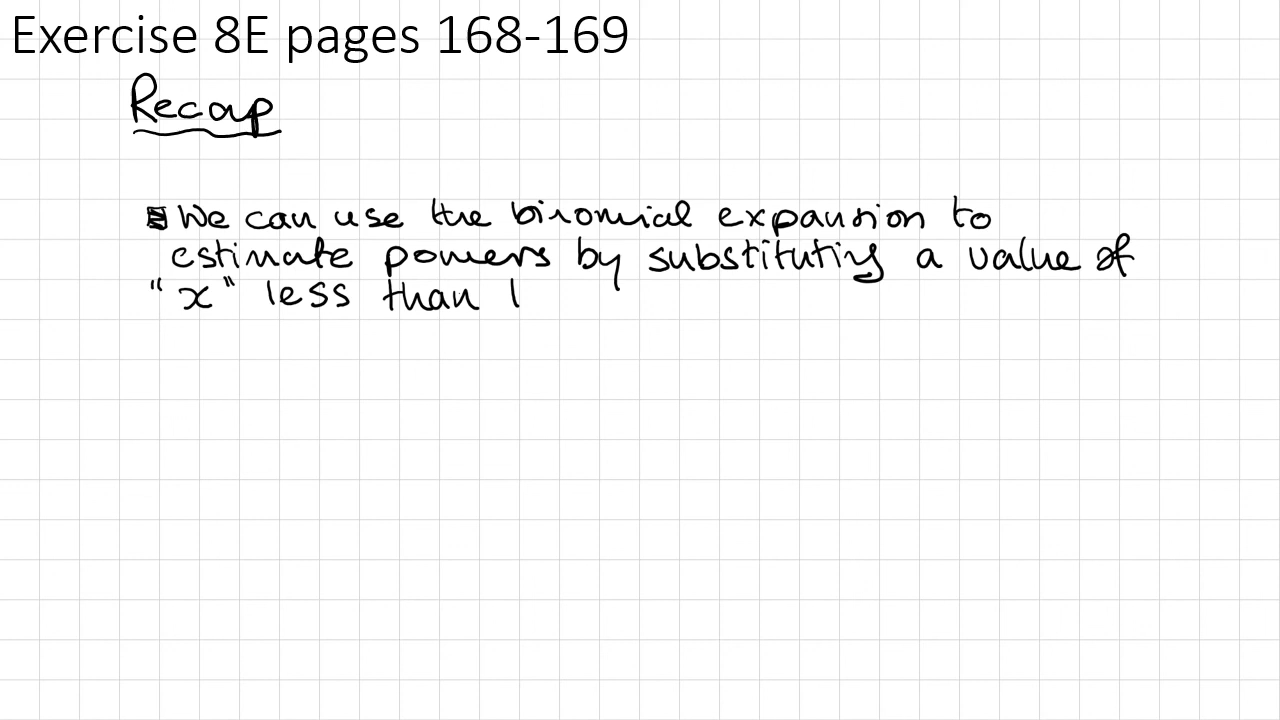 Exercise 8E pages 168-169
Recap
We can use the binomial expansion to
estimate powers by substituting a value of
"x" less than 1